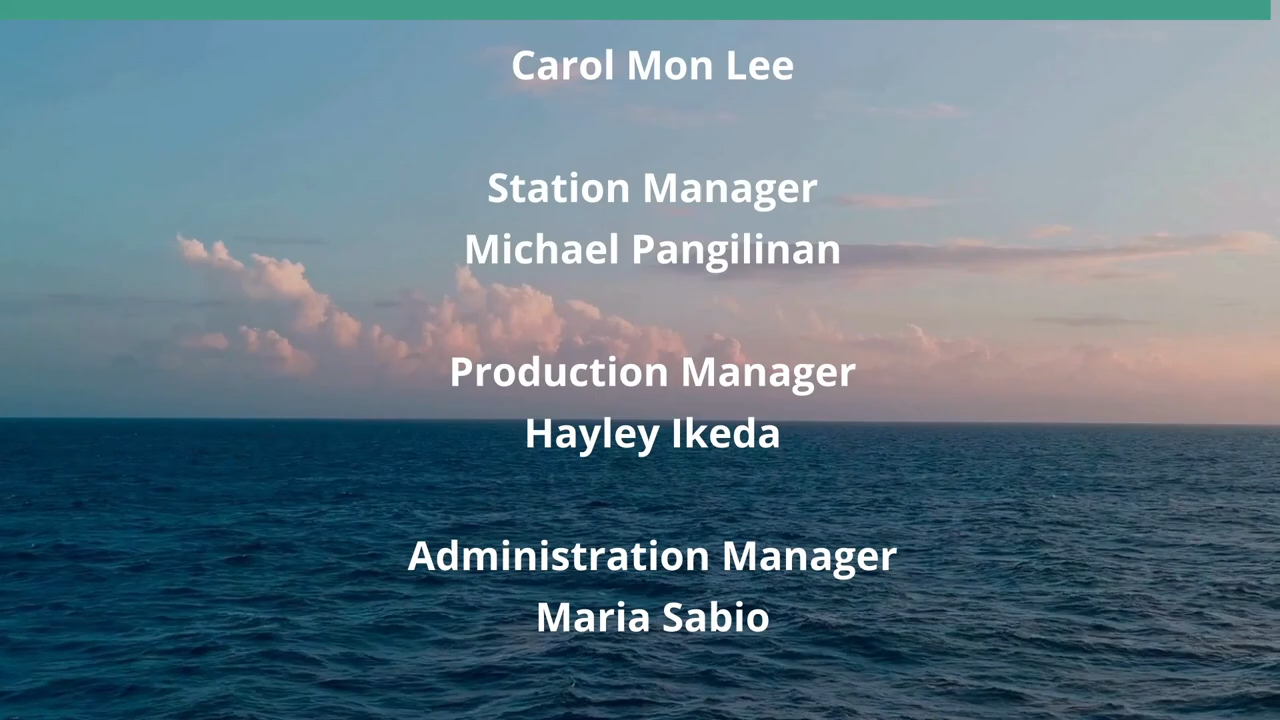 Carol Mon Lee
Station Manager
Michael Pangilinan
Production Manager
Hayley Ikeda
Administration Manager
Maria Sabio